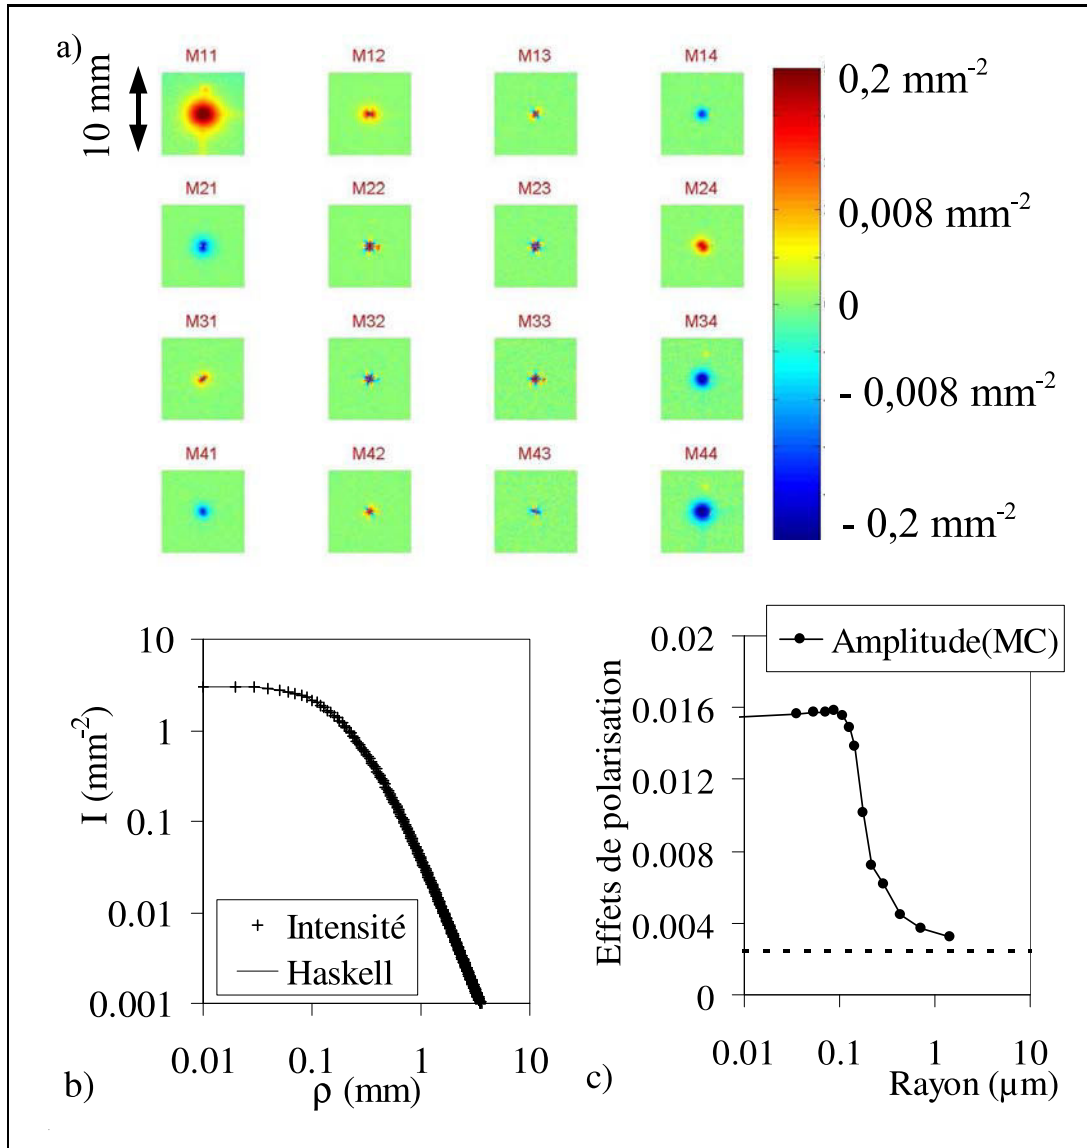 a)
M11 M12 M13 M14
10 mm
M21 M22 M23 M24
M31 M32 M33 M34
M41 M42 M43 M44
0,2 mm⁻²
0,008 mm⁻²
0
- 0,008 mm⁻²
- 0,2 mm⁻²
10
1
0.1
0.01
0.001
I (mm⁻²)
Intensité
Haskell
0.01 0.1 1 10
ρ (mm)
b)
0.02
0.016
0.012
0.008
0.004
0
Effets de polarisation
Amplitude(MC)
0.01 0.1 1 10
Rayon (µm)
c)